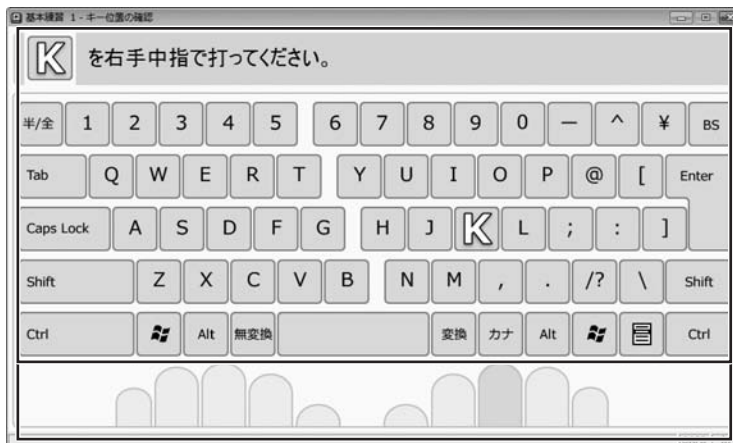 基本練習 1 - キー位置の確認
K を右手中指で打ってください。
半/全 1 2 3 4 5 6 7 8 9 0 － ^ ¥ BS
Tab Q W E R T Y U I O P @ [ Enter
Caps Lock A S D F G H J K L ; : ]
Shift Z X C V B N M , . /? \ Shift
Ctrl Alt 無変換 変換 カナ Alt Ctrl